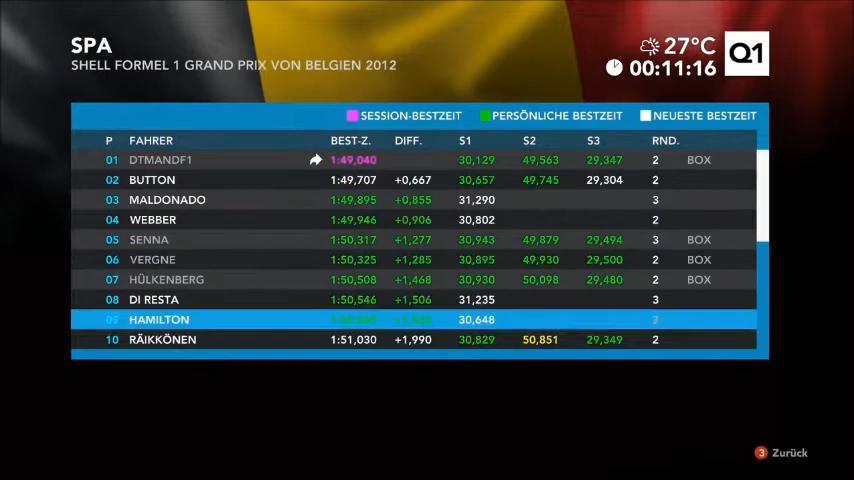 SPA
SHELL FORMEL 1 GRAND PRIX VON BELGIEN 2012
27°C
00:11:16
Q1
SESSION-BESTZEIT PERSÖNLICHE BESTZEIT NEUESTE BESTZEIT
P FAHRER BEST-Z. DIFF. S1 S2 S3 RND.
01 DTMANDF1 1:49,040 30,129 49,563 29,347 2 BOX
02 BUTTON 1:49,707 +0,667 30,657 49,745 29,304 2
03 MALDONADO 1:49,895 +0,855 31,290 3
04 WEBBER 1:49,946 +0,906 30,802 2
05 SENNA 1:50,317 +1,277 30,943 49,879 29,494 3 BOX
06 VERGNE 1:50,325 +1,285 30,895 49,930 29,500 2 BOX
07 HÜLKENBERG 1:50,508 +1,468 30,930 50,098 29,480 2 BOX
08 DI RESTA 1:50,546 +1,506 31,235 3
09 HAMILTON 30,648 2
10 RÄIKKÖNEN 1:51,030 +1,990 30,829 50,851 29,349 2
3 Zurück